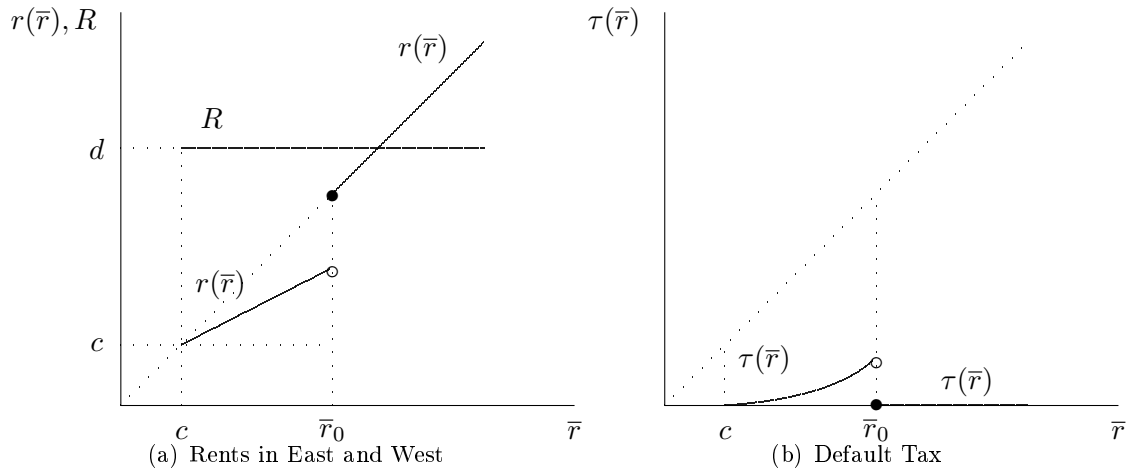 r(r̅), R
τ(r̅)
r(r̅)
R
d
r(r̅)
c
τ(r̅)
τ(r̅)
c r̅₀ r̅
c r̅₀ r̅
(a) Rents in East and West
(b) Default Tax